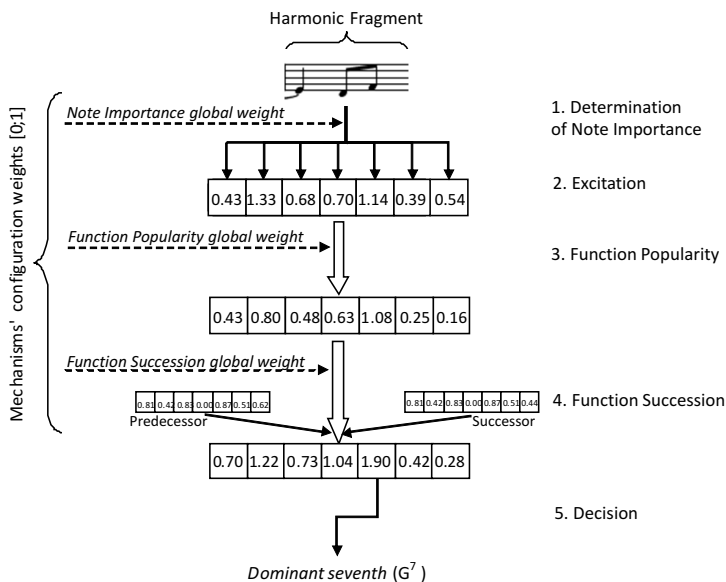 Harmonic Fragment
Mechanisms' configuration weights [0;1]
Note Importance global weight
1. Determination
of Note Importance
0.43 1.33 0.68 0.70 1.14 0.39 0.54
2. Excitation
Function Popularity global weight
3. Function Popularity
0.43 0.80 0.48 0.63 1.08 0.25 0.16
Function Succession global weight
0.81 0.42 0.83 0.00 0.87 0.51 0.62
0.81 0.42 0.83 0.00 0.87 0.51 0.44
4. Function Succession
Predecessor
Successor
0.70 1.22 0.73 1.04 1.90 0.42 0.28
5. Decision
Dominant seventh (G⁷ )